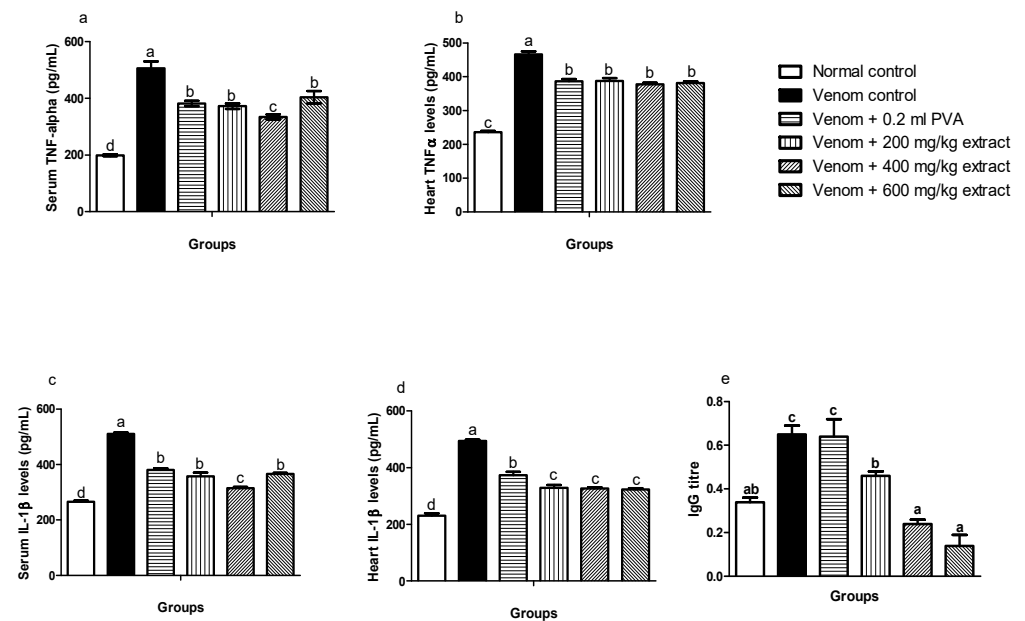 a
Serum TNF-alpha (pg/mL)
600
400
200
0
d
a
b
b
c
b
Groups
b
Heart TNFα levels (pg/mL)
500
400
300
200
100
0
c
a
b
b
b
b
Groups
Normal control
Venom control
Venom + 0.2 ml PVA
Venom + 200 mg/kg extract
Venom + 400 mg/kg extract
Venom + 600 mg/kg extract
c
Serum IL-1β levels (pg/mL)
600
400
200
0
d
a
b
b
c
b
Groups
d
Heart IL-1β levels (pg/mL)
600
400
200
0
d
a
b
c
c
c
Groups
e
IgG titre
0.8
0.6
0.4
0.2
0.0
ab
c
c
b
a
a
Groups